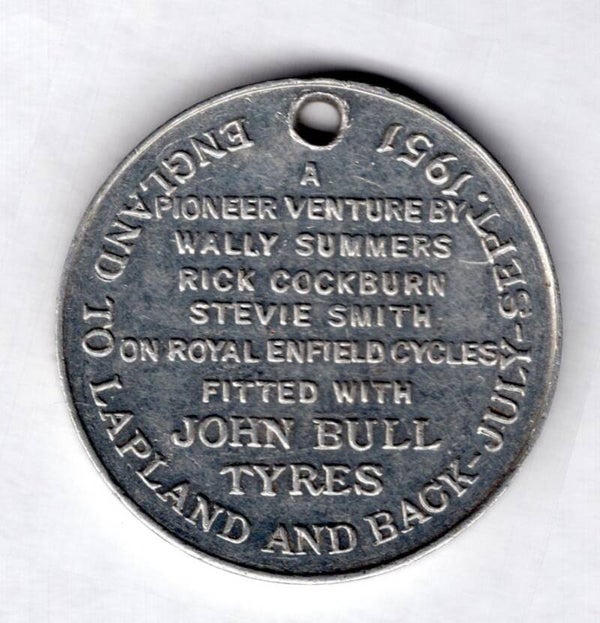 ENGLAND TO LAPLAND AND BACK-JULY-SEPT. 1951
A
PIONEER VENTURE BY
WALLY SUMMERS
RICK COCKBURN
STEVIE SMITH
ON ROYAL ENFIELD CYCLES
FITTED WITH
JOHN BULL
TYRES